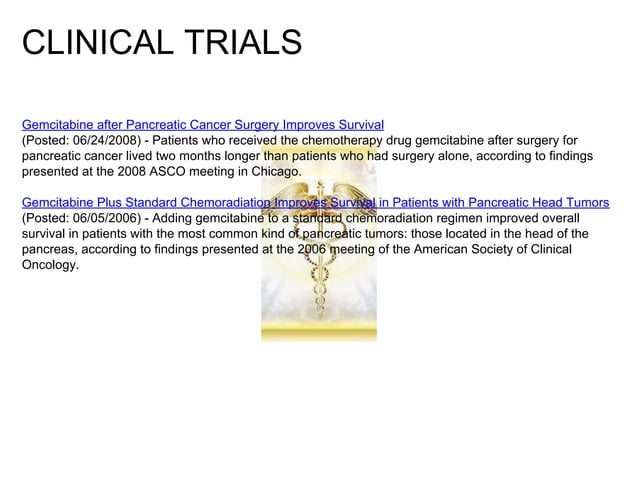 CLINICAL TRIALS
Gemcitabine after Pancreatic Cancer Surgery Improves Survival
(Posted: 06/24/2008) - Patients who received the chemotherapy drug gemcitabine after surgery for
pancreatic cancer lived two months longer than patients who had surgery alone, according to findings
presented at the 2008 ASCO meeting in Chicago.
Gemcitabine Plus Standard Chemoradiation Improves Survival in Patients with Pancreatic Head Tumors
(Posted: 06/05/2006) - Adding gemcitabine to a standard chemoradiation regimen improved overall
survival in patients with the most common kind of pancreatic tumors: those located in the head of the
pancreas, according to findings presented at the 2006 meeting of the American Society of Clinical
Oncology.